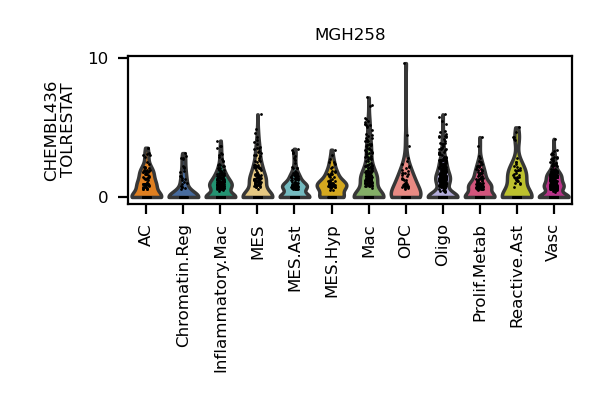 MGH258
CHEMBL436
TOLRESTAT
10
0
AC
Chromatin.Reg
Inflammatory.Mac
MES
MES.Ast
MES.Hyp
Mac
OPC
Oligo
Prolif.Metab
Reactive.Ast
Vasc